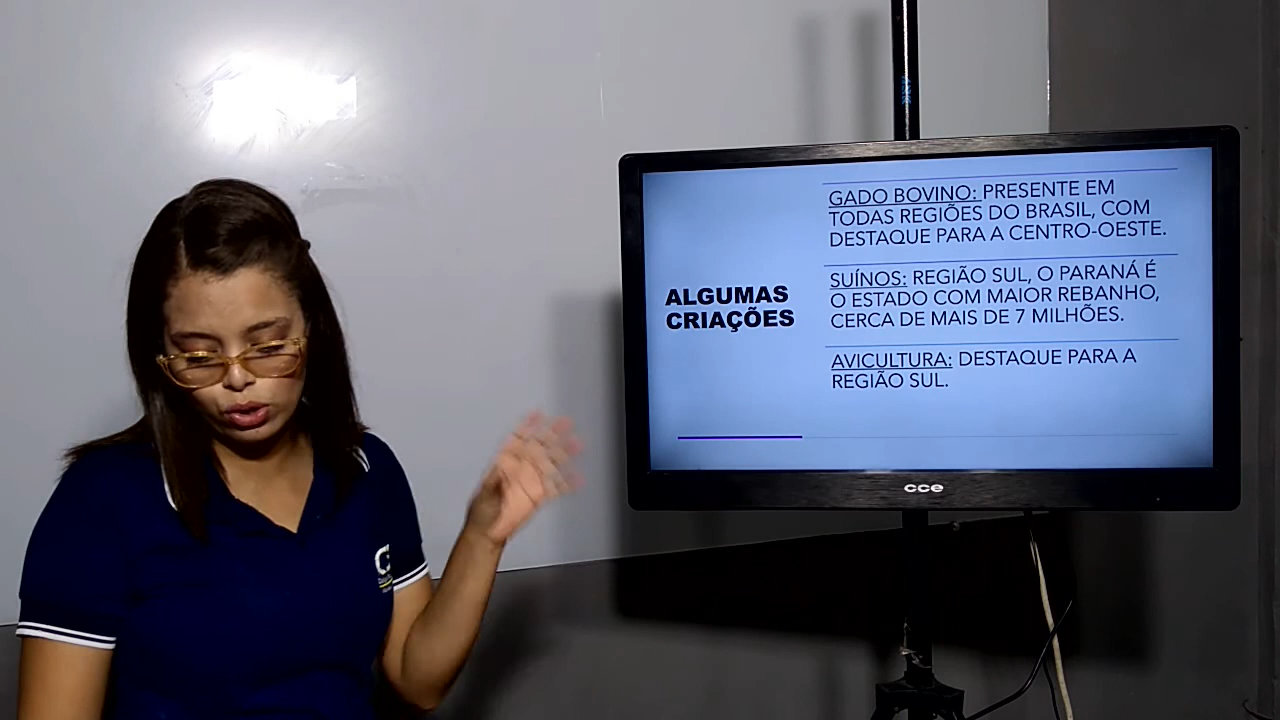 ALGUMAS
CRIAÇÕES
GADO BOVINO: PRESENTE EM
TODAS REGIÕES DO BRASIL, COM
DESTAQUE PARA A CENTRO-OESTE.
SUÍNOS: REGIÃO SUL, O PARANÁ É
O ESTADO COM MAIOR REBANHO,
CERCA DE MAIS DE 7 MILHÕES.
AVICULTURA: DESTAQUE PARA A
REGIÃO SUL.
cce